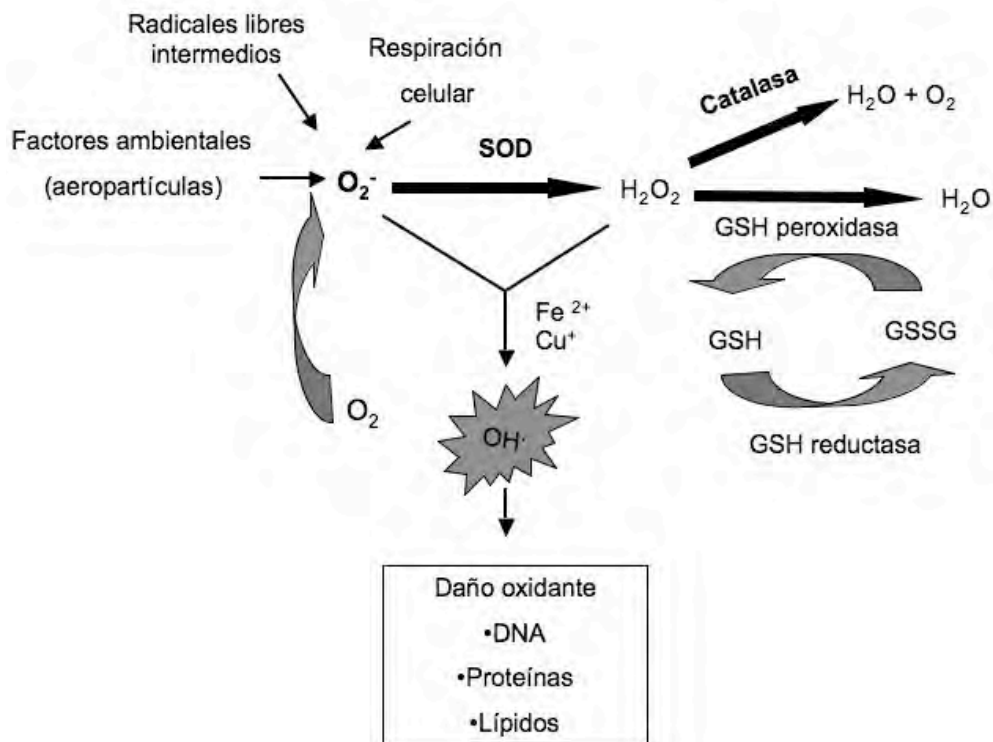 Radicales libres
intermedios
Respiración
celular
Catalasa
H₂O + O₂
Factores ambientales
(aeropartículas)
O₂⁻
SOD
H₂O₂
H₂O
GSH peroxidasa
Fe ²⁺
Cu⁺
GSH
GSSG
O₂
OH·
GSH reductasa
Daño oxidante
•DNA
•Proteínas
•Lípidos